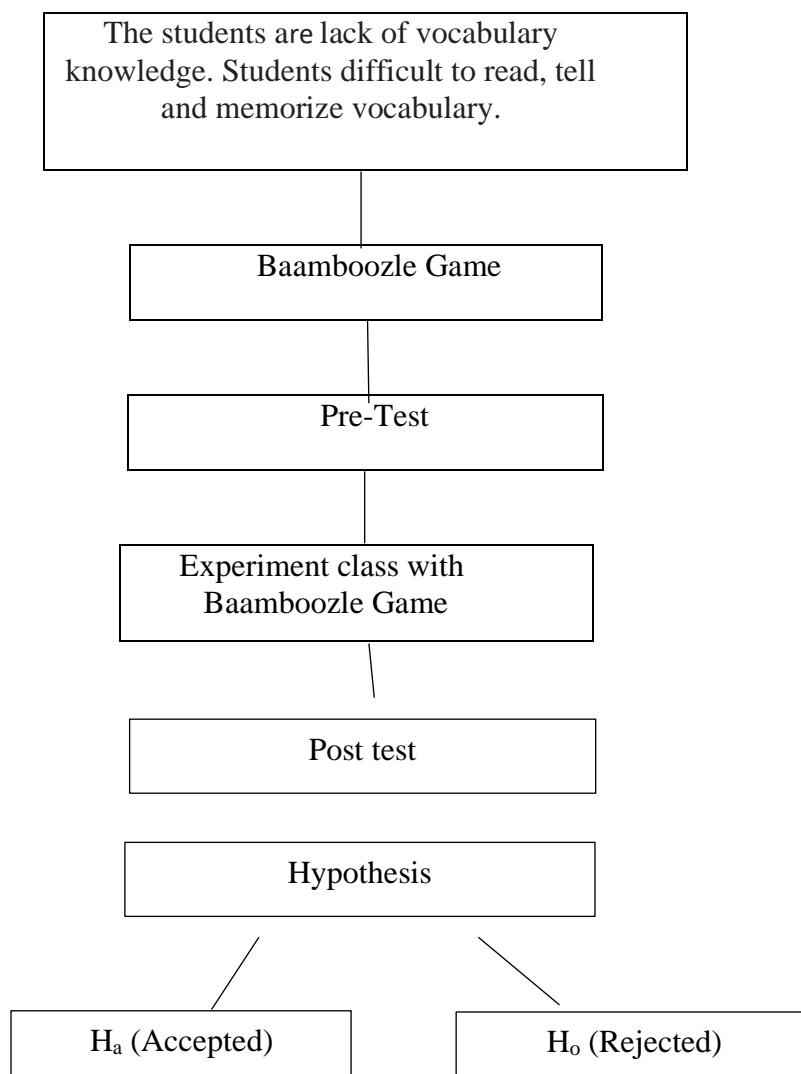 The students are lack of vocabulary
knowledge. Students difficult to read, tell
and memorize vocabulary.
Baamboozle Game
Pre-Test
Experiment class with
Baamboozle Game
Post test
Hypothesis
Hₐ (Accepted)
Hₒ (Rejected)